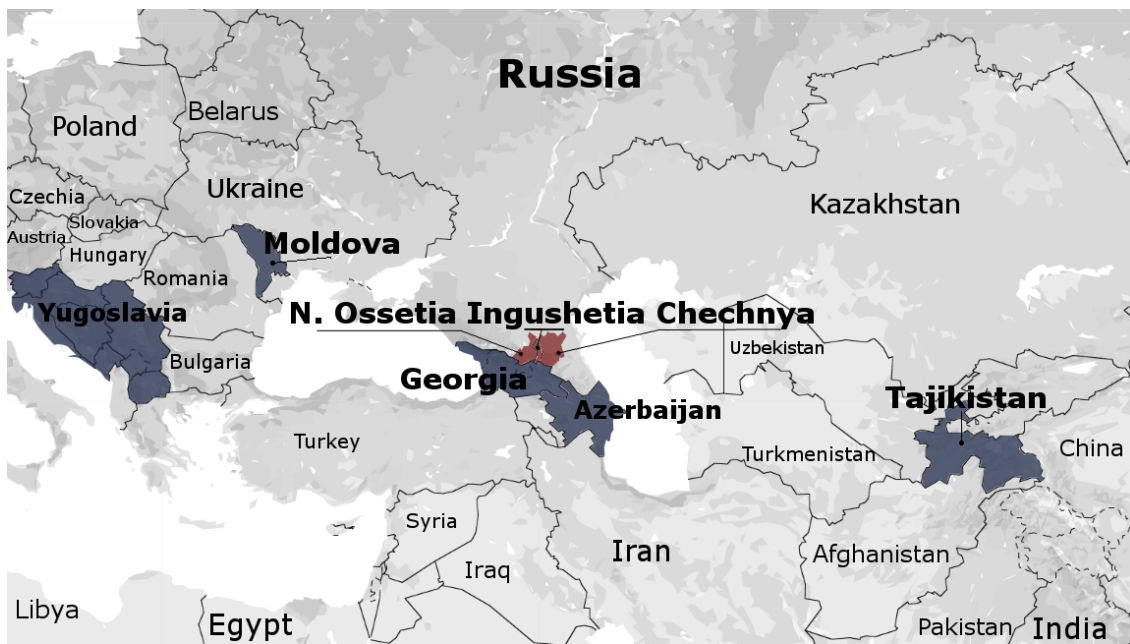 Russia
Belarus
Poland
Ukraine
Czechia
Kazakhstan
Slovakia
Austria
Hungary
Moldova
Romania
Yugoslavia
N. Ossetia Ingushetia Chechnya
Uzbekistan
Bulgaria
Georgia
Azerbaijan
Tajikistan
Turkey
Turkmenistan
China
Syria
Iran
Afghanistan
Iraq
Libya
Egypt
Pakistan
India